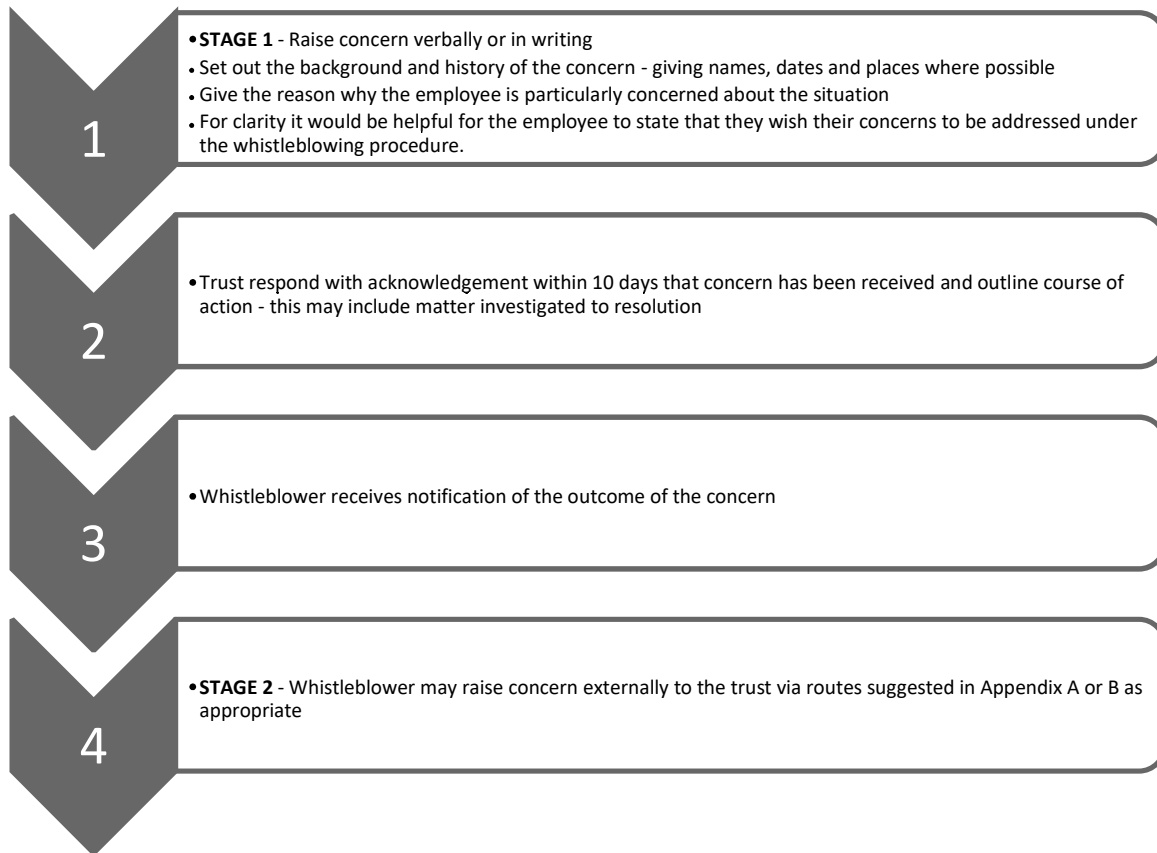 1
•STAGE 1 - Raise concern verbally or in writing
• Set out the background and history of the concern - giving names, dates and places where possible
• Give the reason why the employee is particularly concerned about the situation
• For clarity it would be helpful for the employee to state that they wish their concerns to be addressed under
the whistleblowing procedure.
2
•Trust respond with acknowledgement within 10 days that concern has been received and outline course of
action - this may include matter investigated to resolution
3
•Whistleblower receives notification of the outcome of the concern
4
•STAGE 2 - Whistleblower may raise concern externally to the trust via routes suggested in Appendix A or B as
appropriate